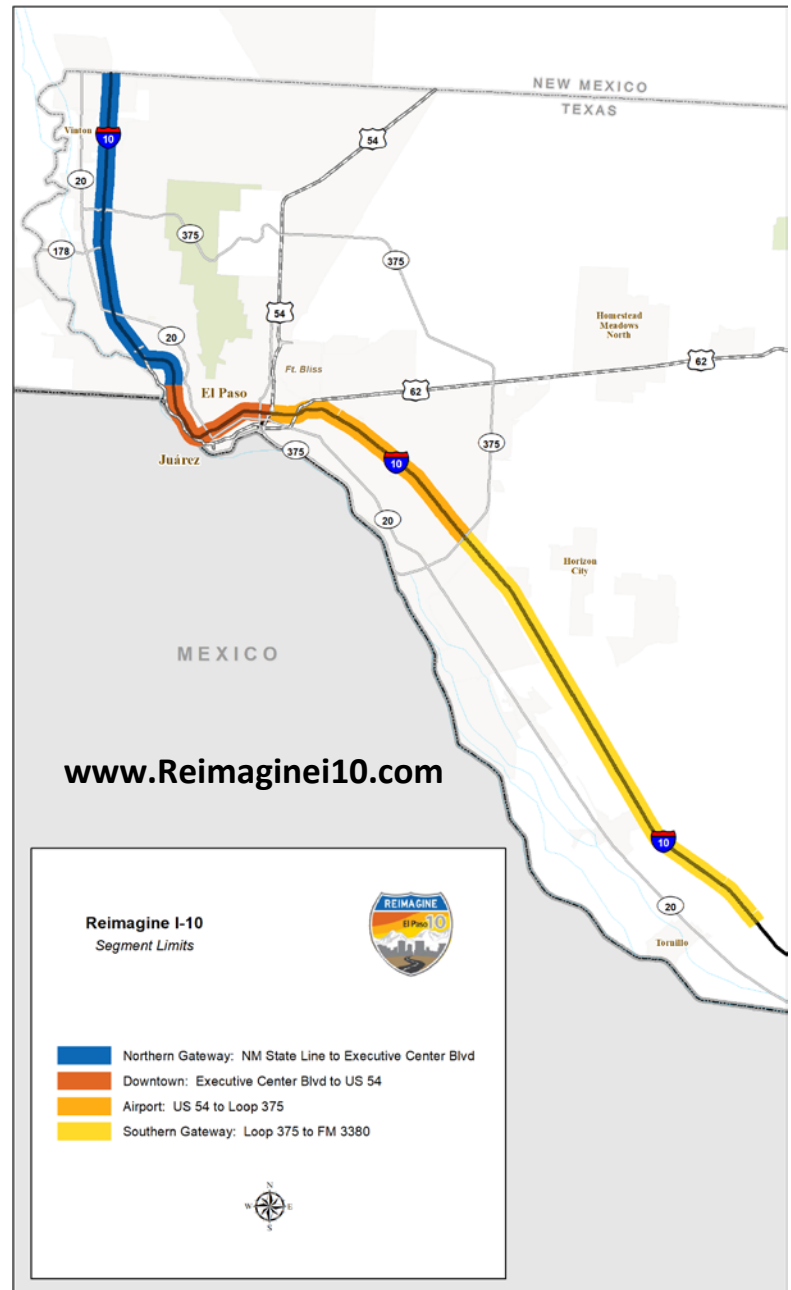 NEW MEXICO
TEXAS
Vinton
10
54
20
375
178
375
54
20
Homestead
Meadows
North
Ft. Bliss
62
62
El Paso
375
Juárez
375
10
20
Horizon
City
MEXICO
www.Reimaginei10.com
10
20
Tornillo
Reimagine I-10
Segment Limits
REIMAGINE
El Paso 10
Northern Gateway: NM State Line to Executive Center Blvd
Downtown: Executive Center Blvd to US 54
Airport: US 54 to Loop 375
Southern Gateway: Loop 375 to FM 3380
N
W E
S